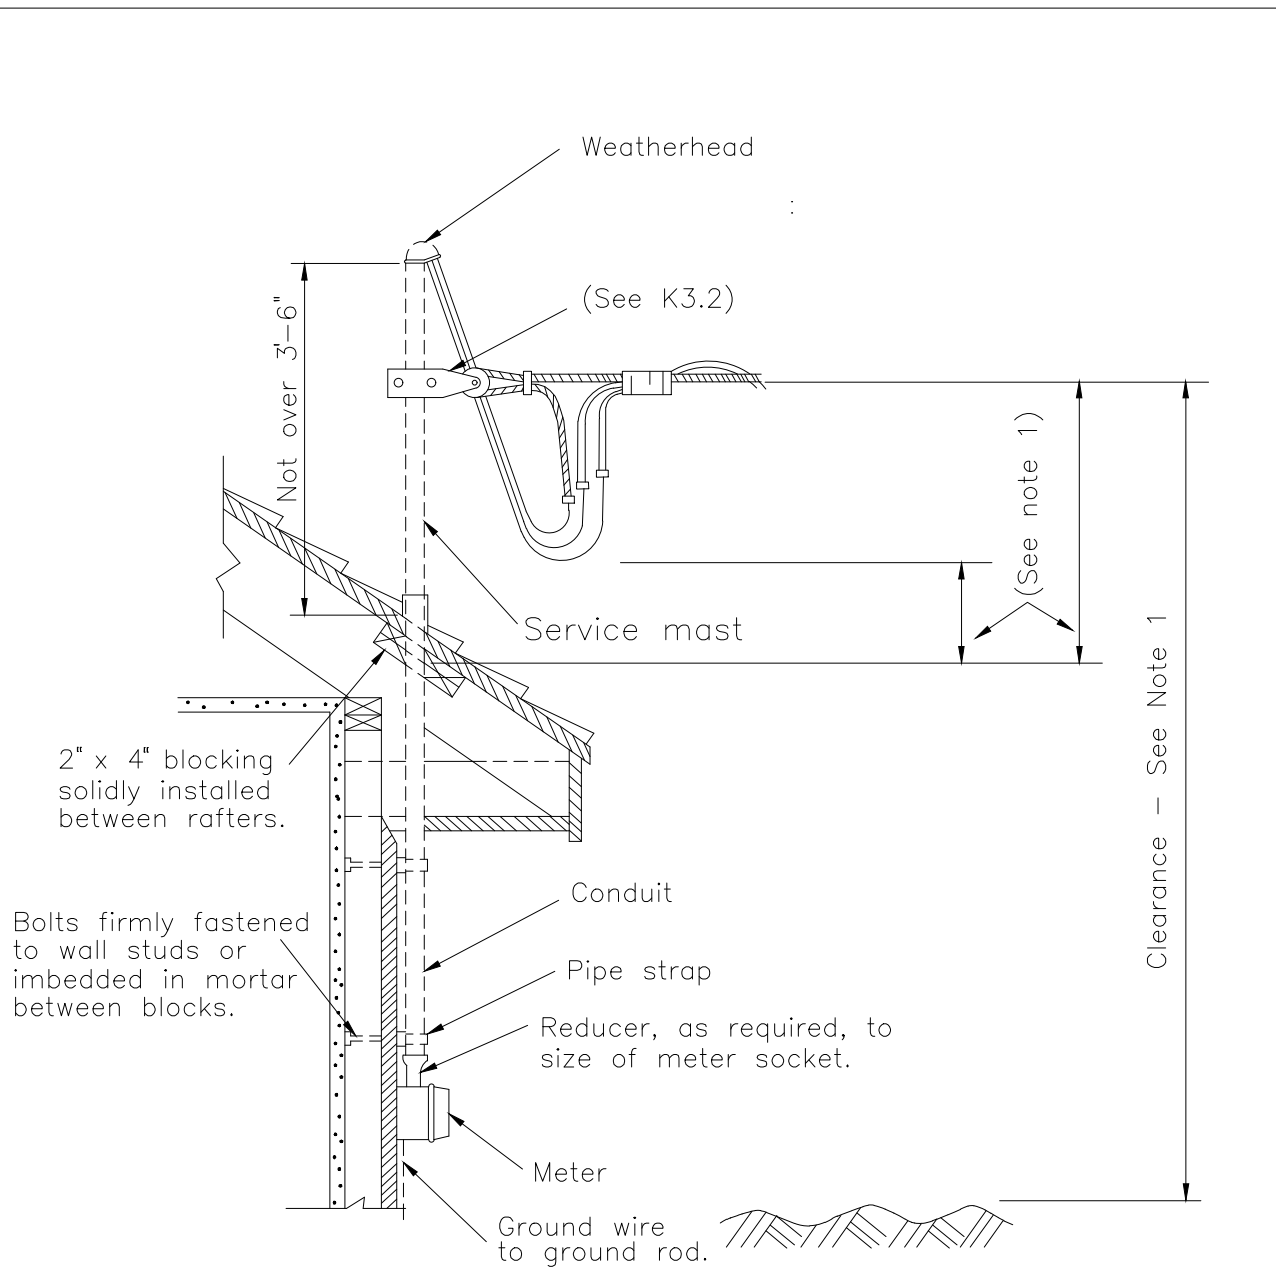 Weatherhead
(See K3.2)
Not over 3'-6"
(See note 1)
Service mast
Clearance - See Note 1
2" x 4" blocking
solidly installed
between rafters.
Conduit
Bolts firmly fastened
to wall studs or
imbedded in mortar
between blocks.
Pipe strap
Reducer, as required, to
size of meter socket.
Meter
Ground wire
to ground rod.